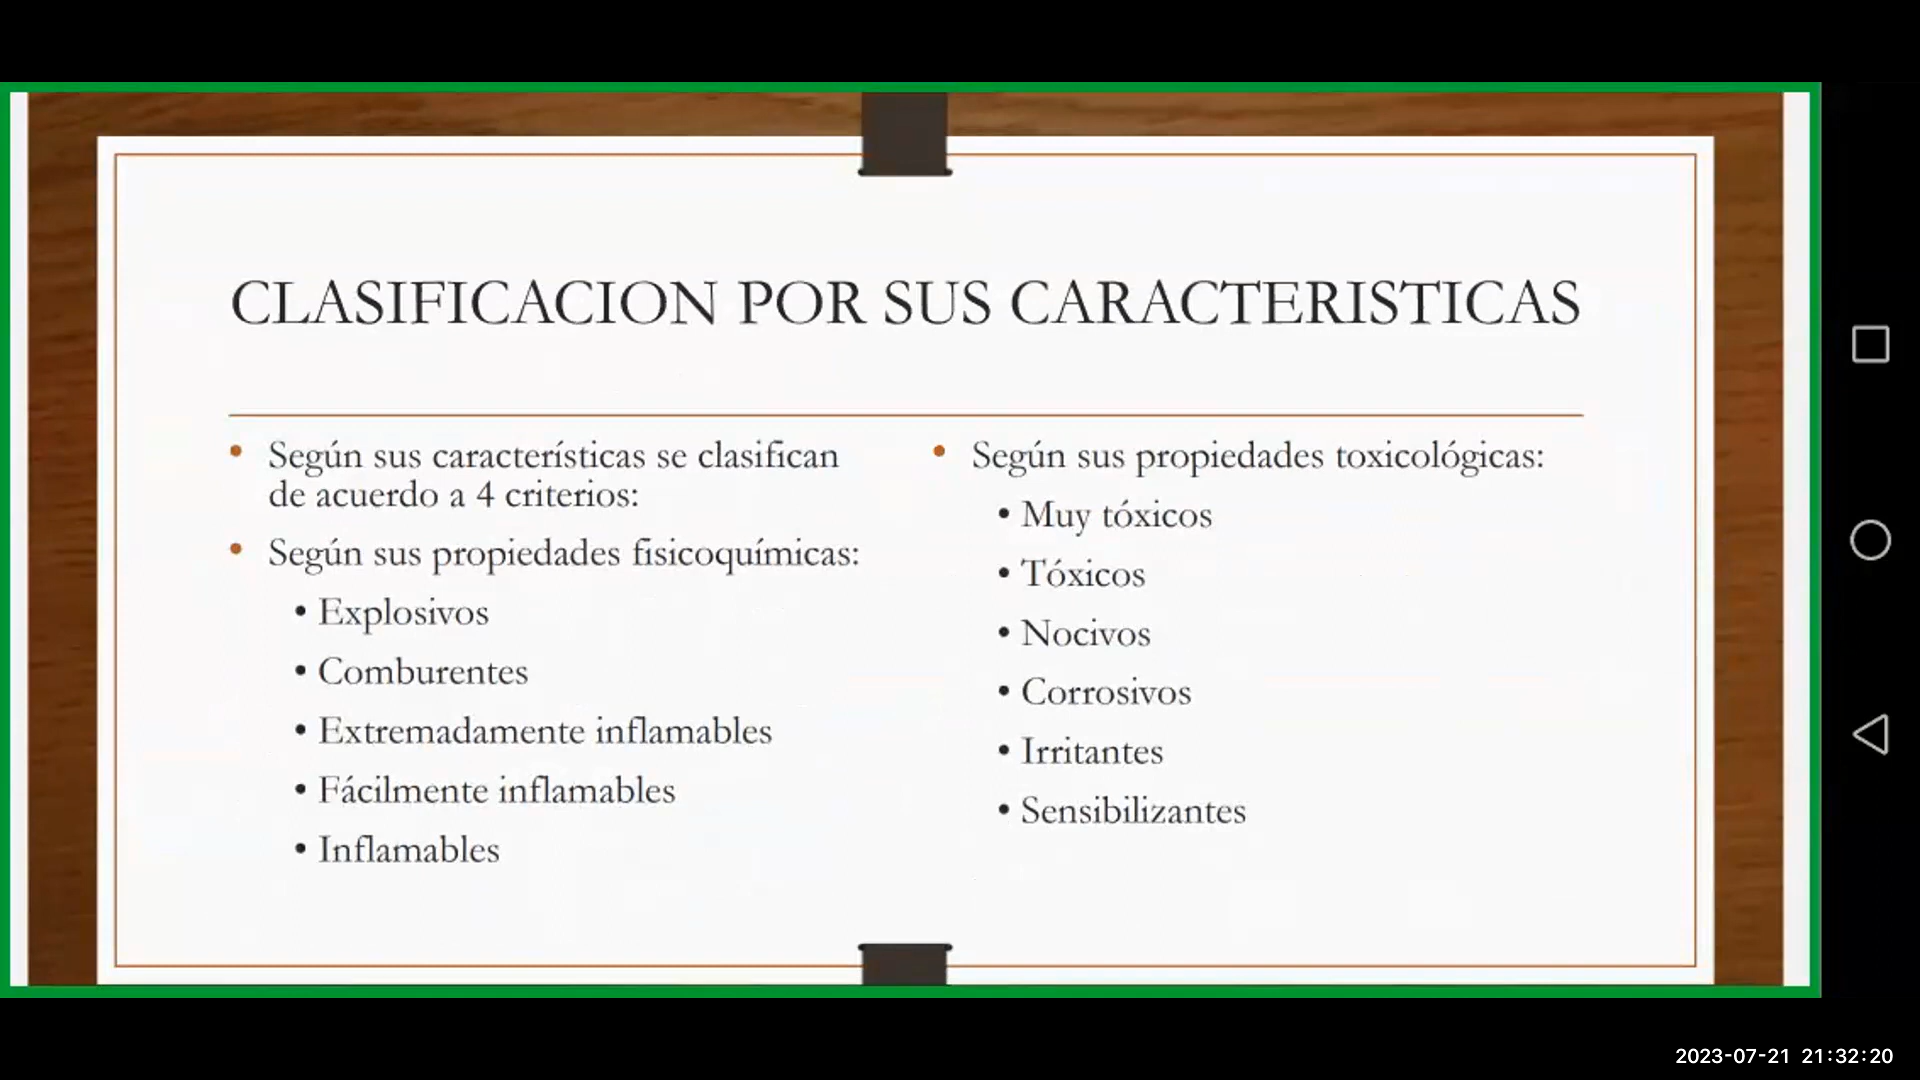 CLASIFICACION POR SUS CARACTERISTICAS
• Según sus características se clasifican
de acuerdo a 4 criterios:
• Según sus propiedades fisicoquímicas:
• Explosivos
• Comburentes
• Extremadamente inflamables
• Fácilmente inflamables
• Inflamables
• Según sus propiedades toxicológicas:
• Muy tóxicos
• Tóxicos
• Nocivos
• Corrosivos
• Irritantes
• Sensibilizantes
2023-07-21 21:32:20